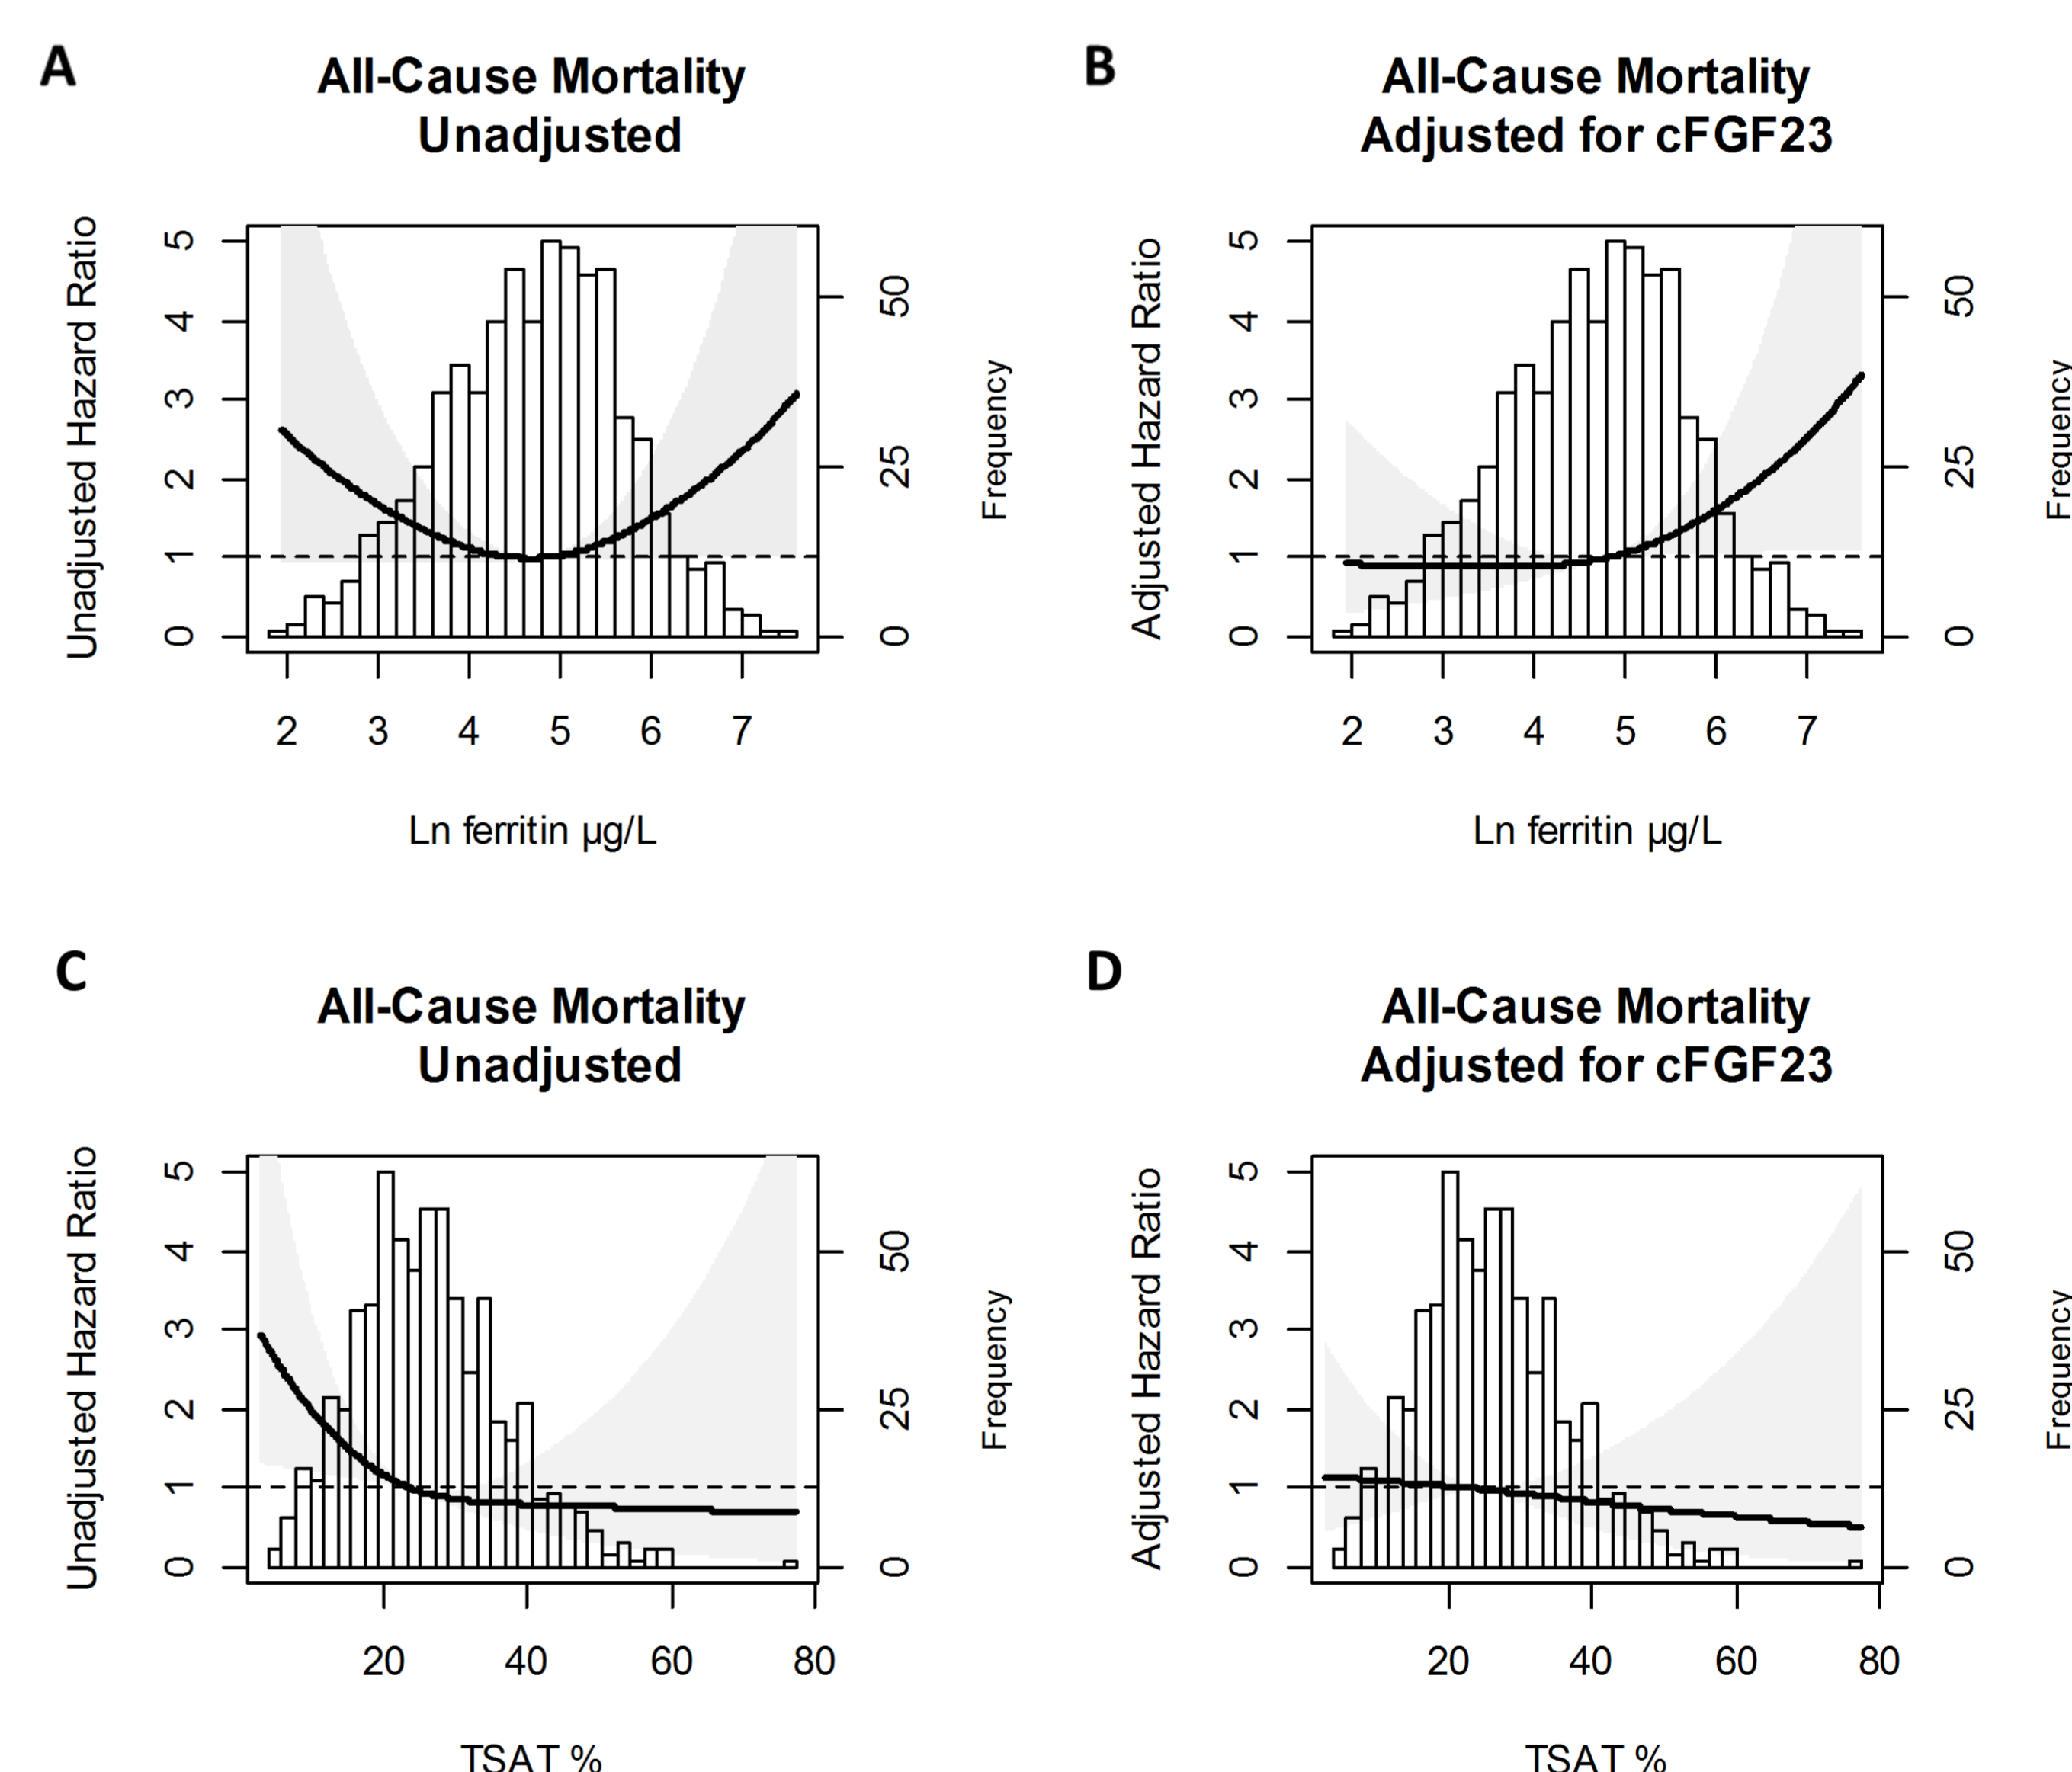 A
All-Cause Mortality
Unadjusted
Unadjusted Hazard Ratio
0 1 2 3 4 5
0 25 50
Frequency
2 3 4 5 6 7
Ln ferritin µg/L
B
All-Cause Mortality
Adjusted for cFGF23
Adjusted Hazard Ratio
0 1 2 3 4 5
0 25 50
Frequency
2 3 4 5 6 7
Ln ferritin µg/L
C
All-Cause Mortality
Unadjusted
Unadjusted Hazard Ratio
0 1 2 3 4 5
0 25 50
Frequency
20 40 60 80
TSAT %
D
All-Cause Mortality
Adjusted for cFGF23
Adjusted Hazard Ratio
0 1 2 3 4 5
0 25 50
Frequency
20 40 60 80
TSAT %